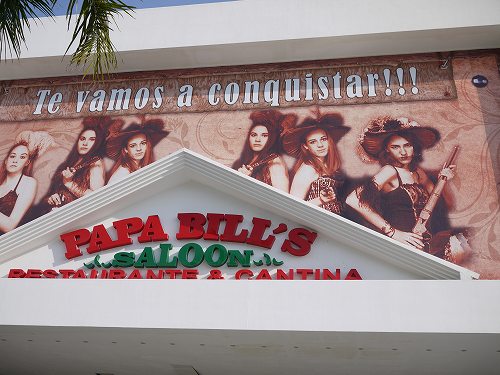 Te vamos a conquistar!!!
PAPA BILL'S
SALOON
RESTAURANTE & CANTINA